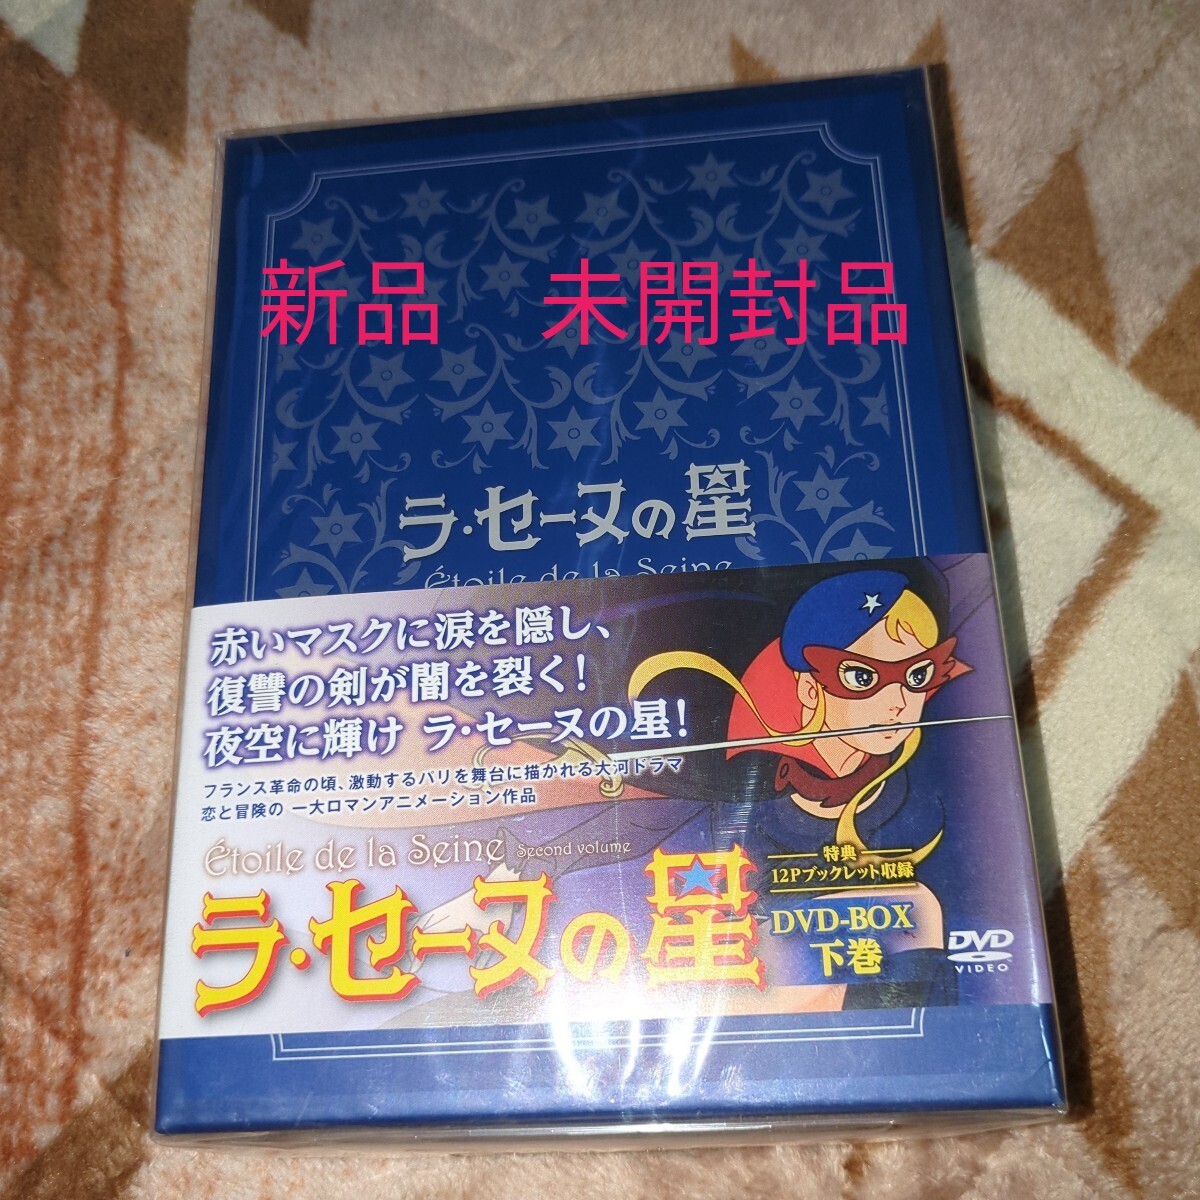 新品　未開封品
ラ・セーヌの星
Étoile de la Seine
赤いマスクに涙を隠し、
復讐の剣が闇を裂く!
夜空に輝け ラ・セーヌの星!
フランス革命の頃、激動するパリを舞台に描かれる大河ドラマ
恋と冒険の 一大ロマンアニメーション作品
Étoile de la Seine Second volume
ラ・セーヌの星
特典
12Pブックレット収録
DVD-BOX
下巻
DVD
VIDEO